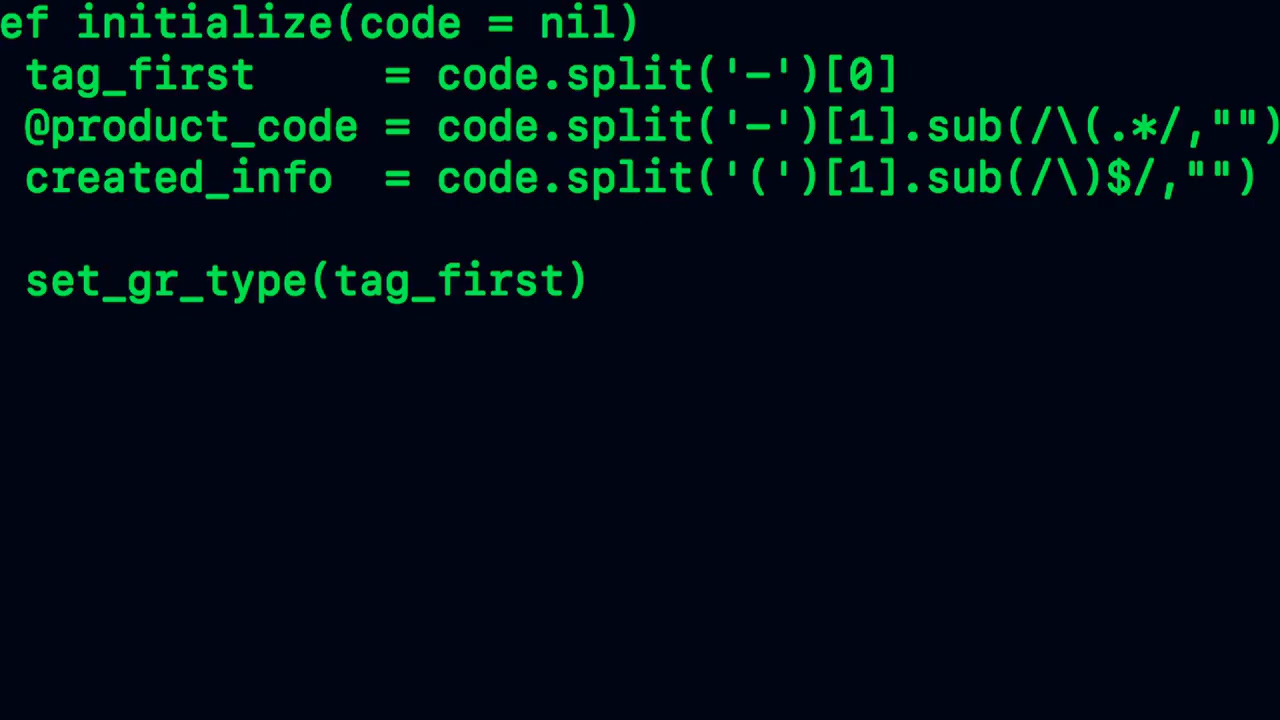 ef initialize(code = nil)
tag_first     = code.split('-')[0]
@product_code = code.split('-')[1].sub(/\(.*/,"")
created_info  = code.split('(')[1].sub(/\)$/,"")
set_gr_type(tag_first)